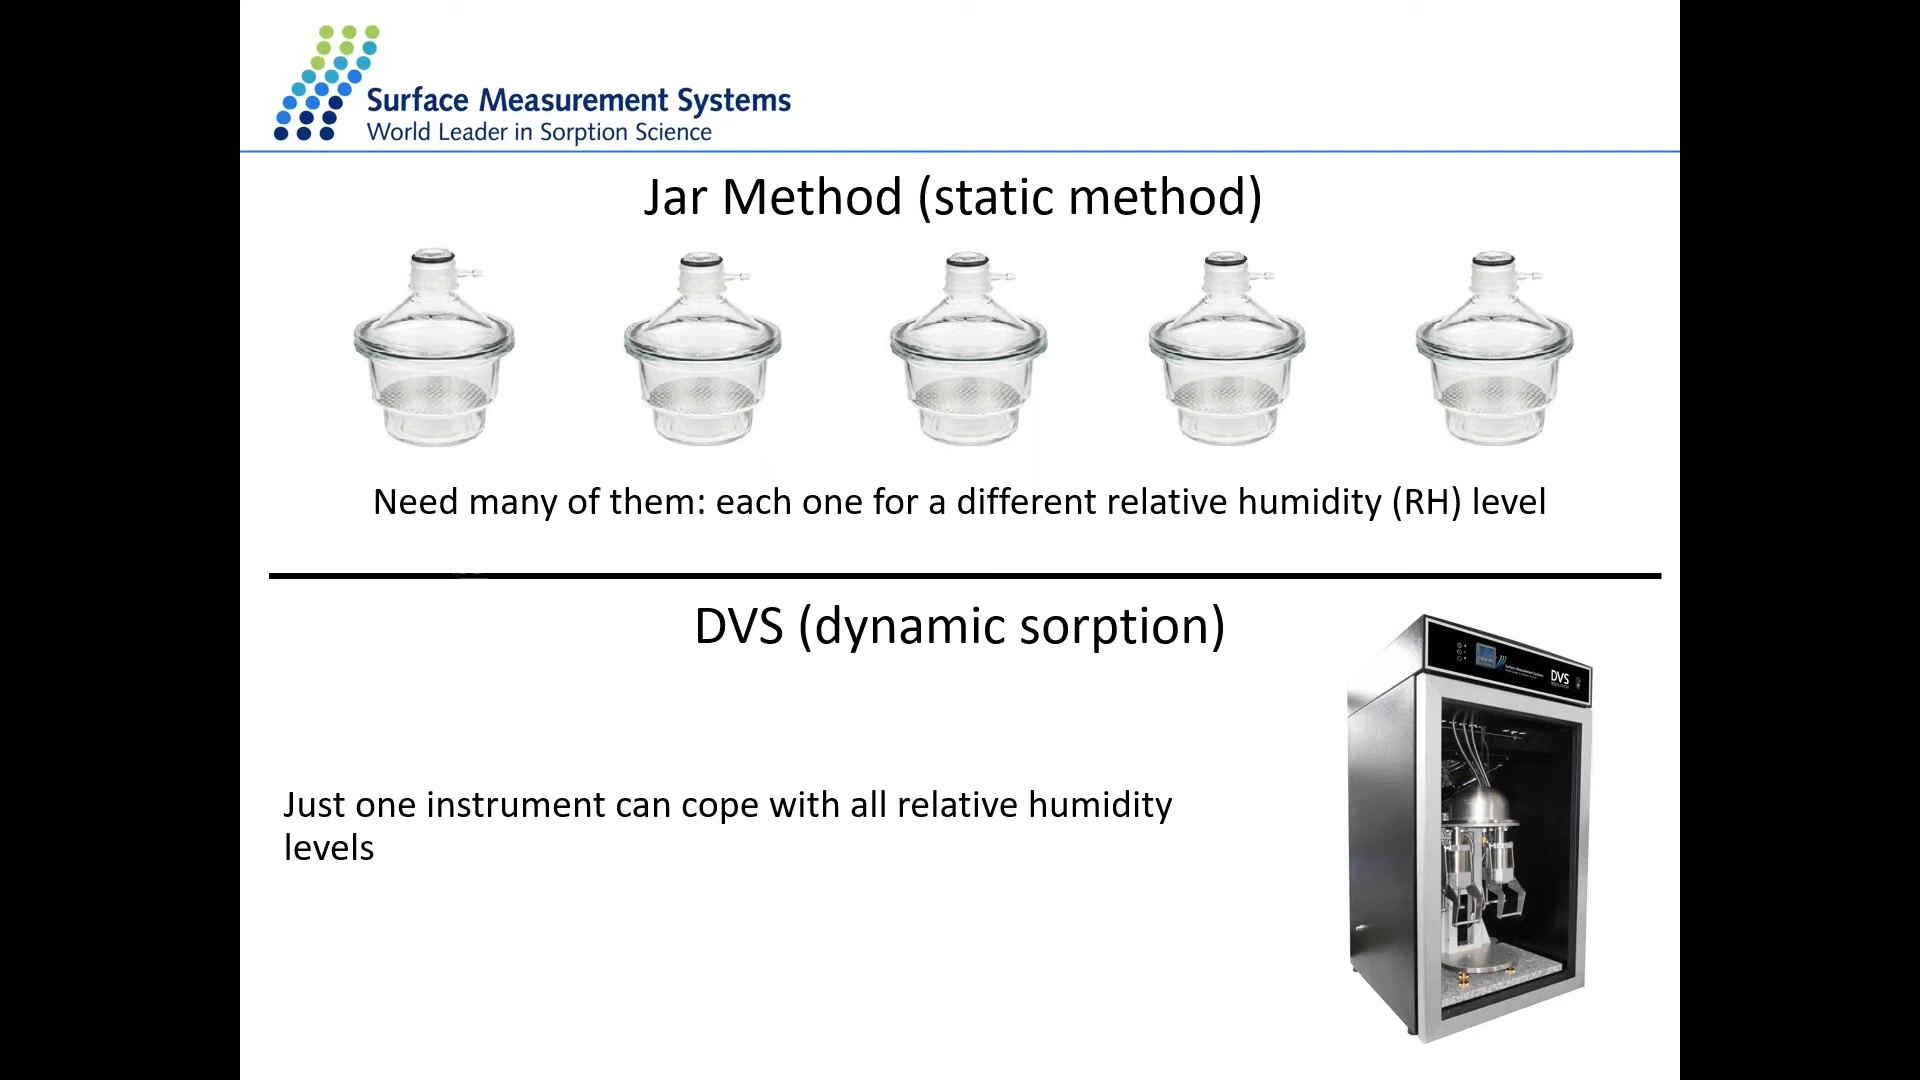 Surface Measurement Systems
World Leader in Sorption Science
Jar Method (static method)
Need many of them: each one for a different relative humidity (RH) level
DVS (dynamic sorption)
DVS
Just one instrument can cope with all relative humidity
levels